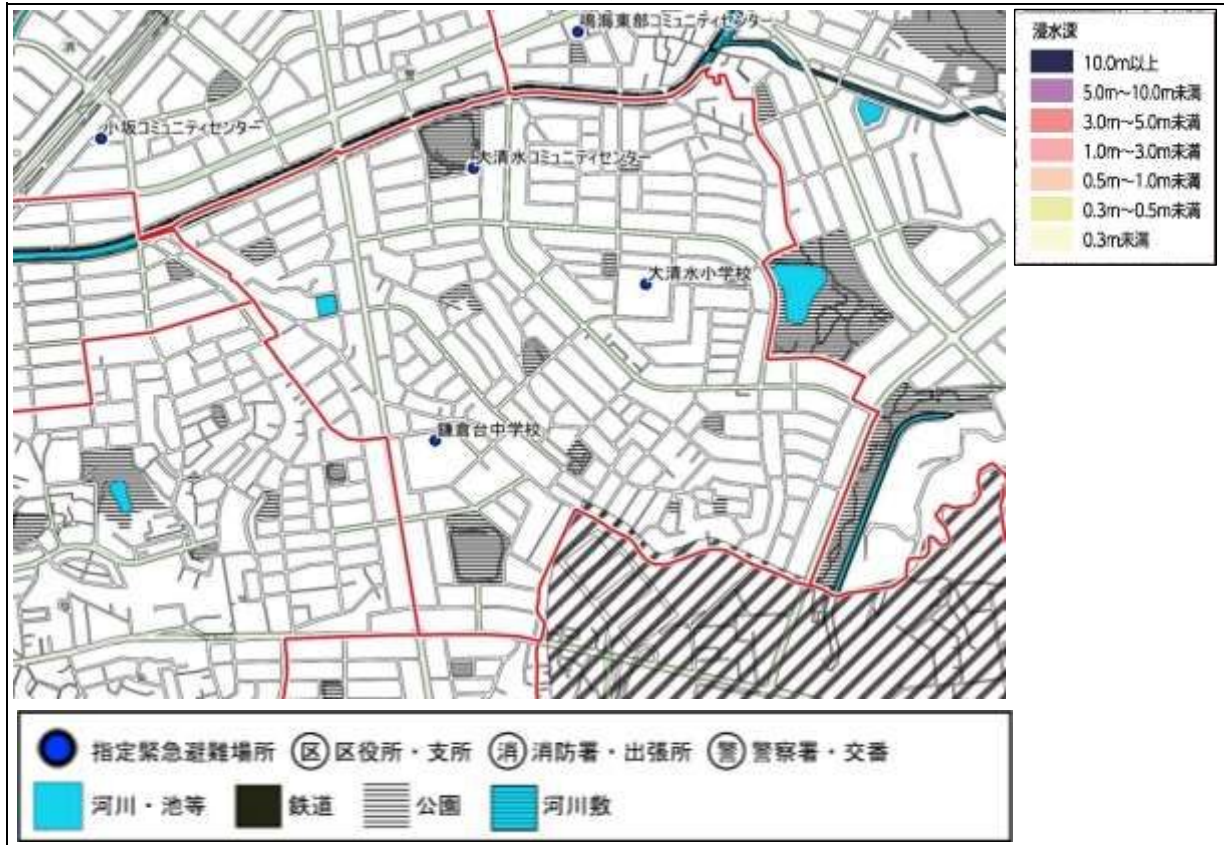 鳴海東部コミュニティセンター
消
警
小坂コミュニティセンター
大清水コミュニティセンター
大清水小学校
鎌倉台中学校
浸水深
10.0m以上
5.0m～10.0m未満
3.0m～5.0m未満
1.0m～3.0m未満
0.5m～1.0m未満
0.3m～0.5m未満
0.3m未満
指定緊急避難場所 区 区役所・支所 消 消防署・出張所 警 警察署・交番
河川・池等 鉄道 公園 河川敷